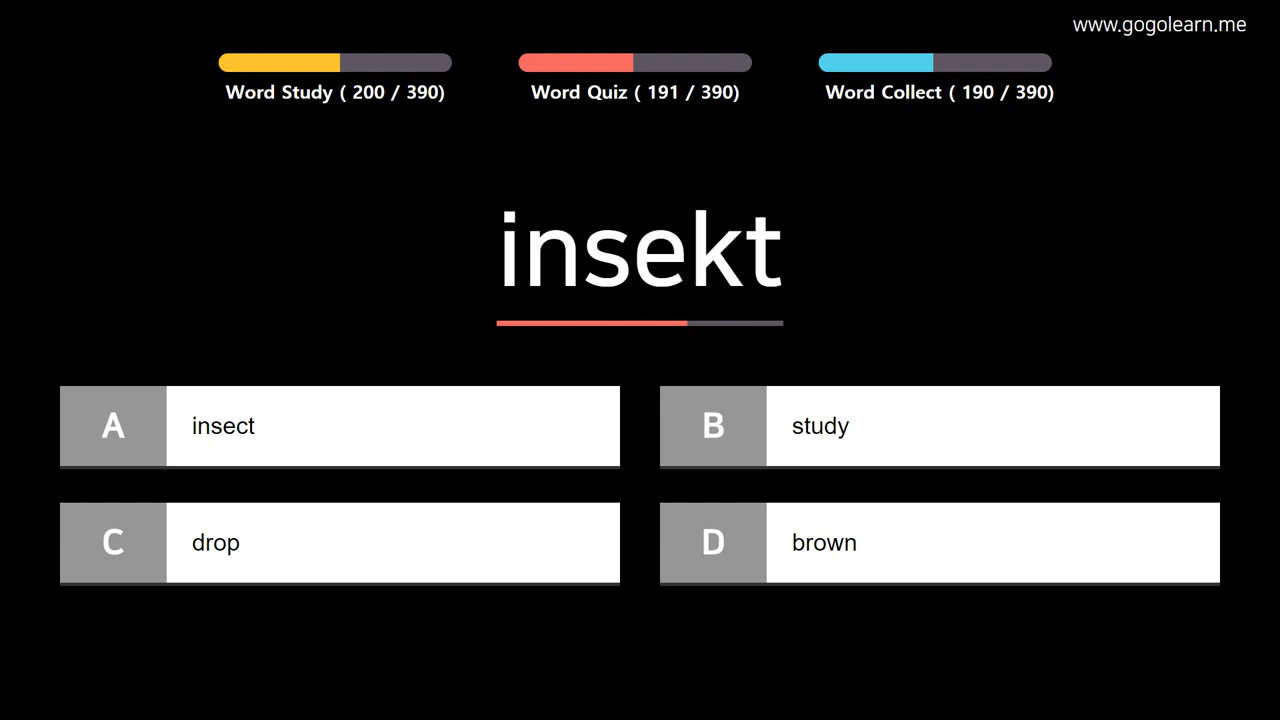 www.gogolearn.me
Word Study ( 200 / 390)
Word Quiz ( 191 / 390)
Word Collect ( 190 / 390)
insekt
A insect
B study
C drop
D brown